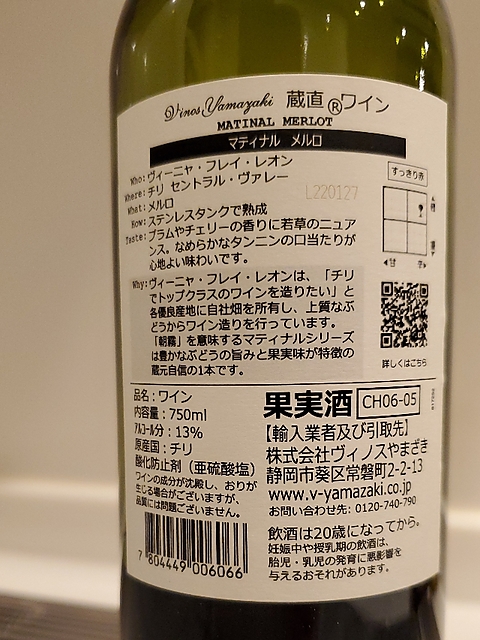 Vinos Yamazaki 蔵直®ワイン
MATINAL MERLOT
マティナル メルロ
Who: ヴィーニャ・フレイ・レオン
Where: チリ セントラル・ヴァレー
What: メルロ
How: ステンレスタンクで熟成
Taste: プラムやチェリーの香りに若草のニュア
ンス。なめらかなタンニンの口当たりが
心地よい味わいです。
L220127
すっきり赤
詳しくはこちら
Why: ヴィーニャ・フレイ・レオンは、「チリ
でトップクラスのワインを造りたい」と
各優良産地に自社畑を所有し、上質なぶ
どうからワイン造りを行っています。
「朝霧」を意味するマティナルシリーズ
は豊かなぶどうの旨みと果実味が特徴の
蔵元自信の1本です。
品名：ワイン
内容量：750ml
アルコール分：13%
原産国：チリ
酸化防止剤（亜硫酸塩）
ワインの成分が沈殿し、おりが
生じる場合がございますが、
品質には問題ございません。
7 804449 006066
果実酒 CH06-05
【輸入業者及び引取先】
株式会社ヴィノスやまざき
静岡市葵区常磐町2-2-13
www.v-yamazaki.co.jp
お問い合わせ先：0120-740-790
飲酒は20歳になってから。
妊娠中や授乳期の飲酒は、
胎児・乳児の発育に悪影響を
与えるおそれがあります。